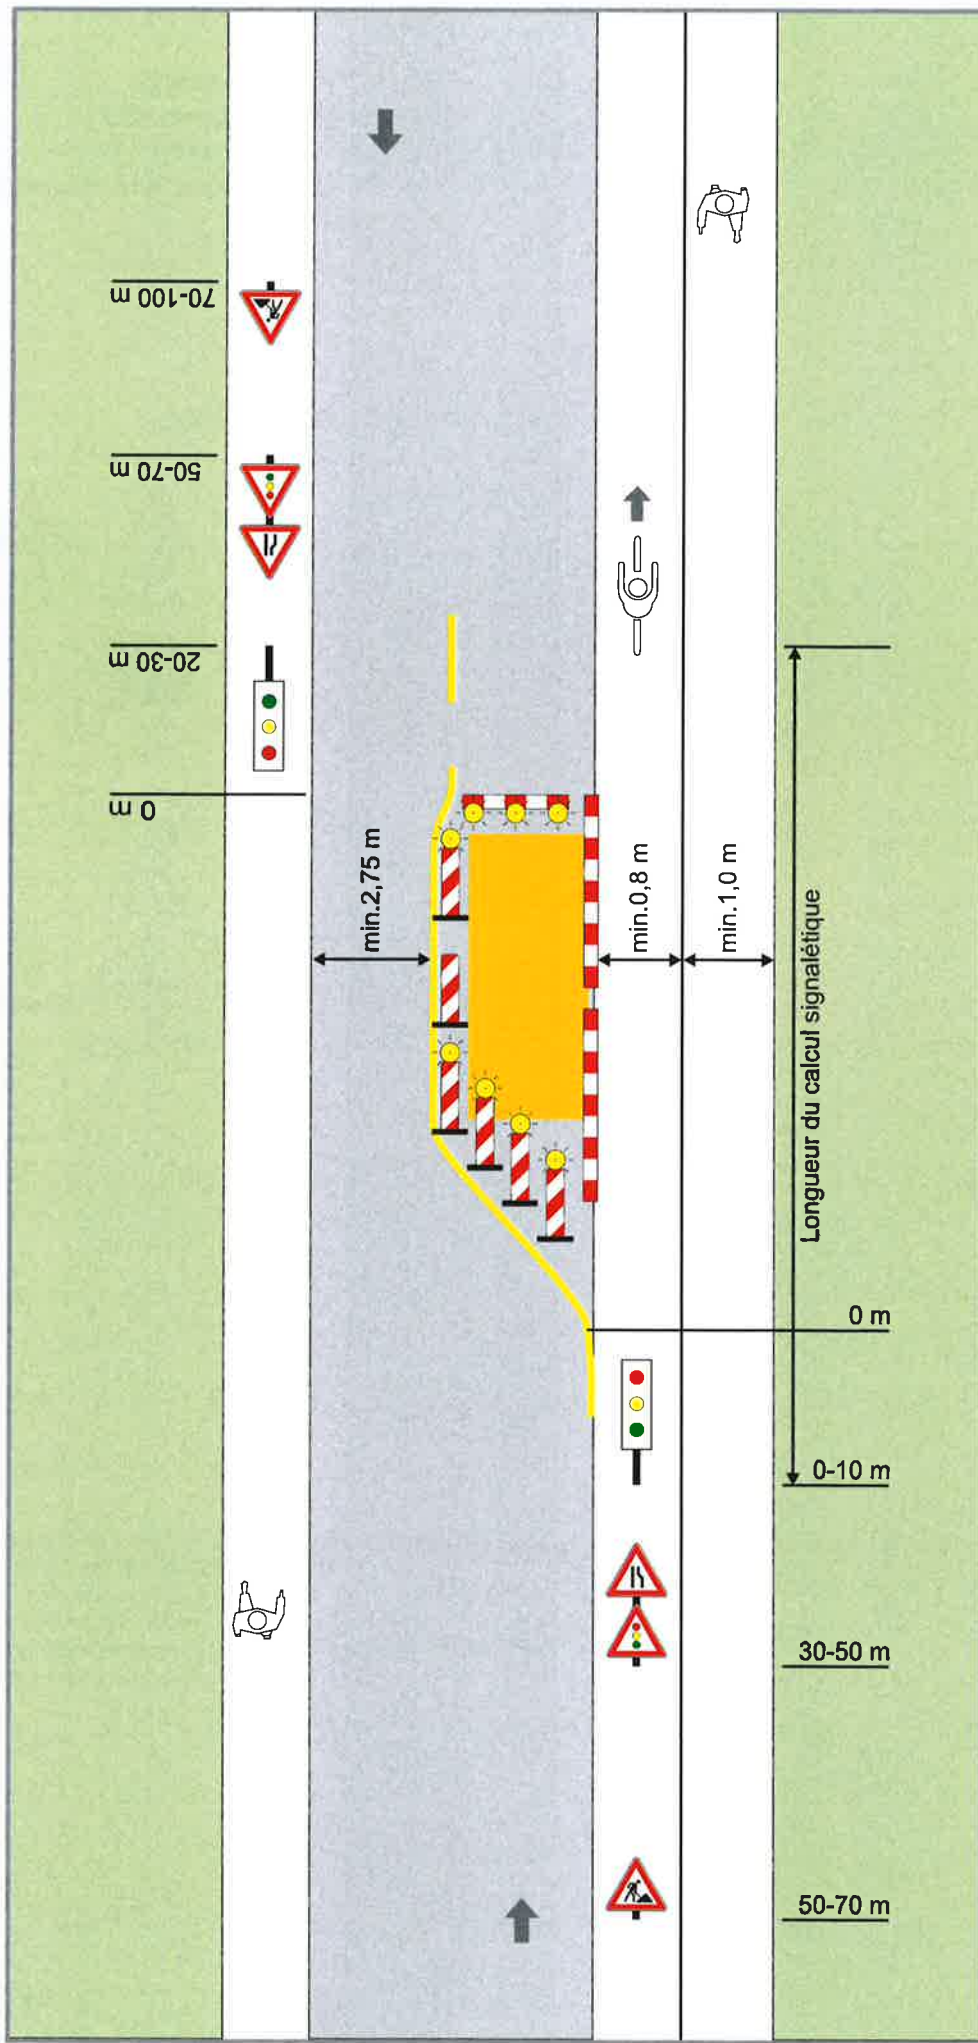 70-100 m
50-70 m
20-30 m
0 m
min.2,75 m
min.0,8 m
min.1,0 m
Longueur du calcul signalétique
0 m
0-10 m
30-50 m
50-70 m